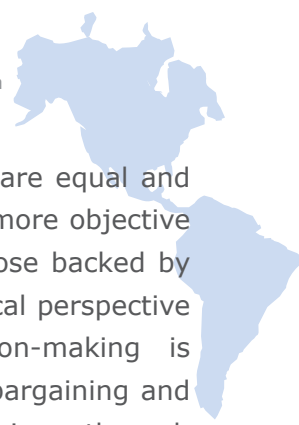 are equal and
more objective
ose backed by
cal perspective
on-making is
bargaining and